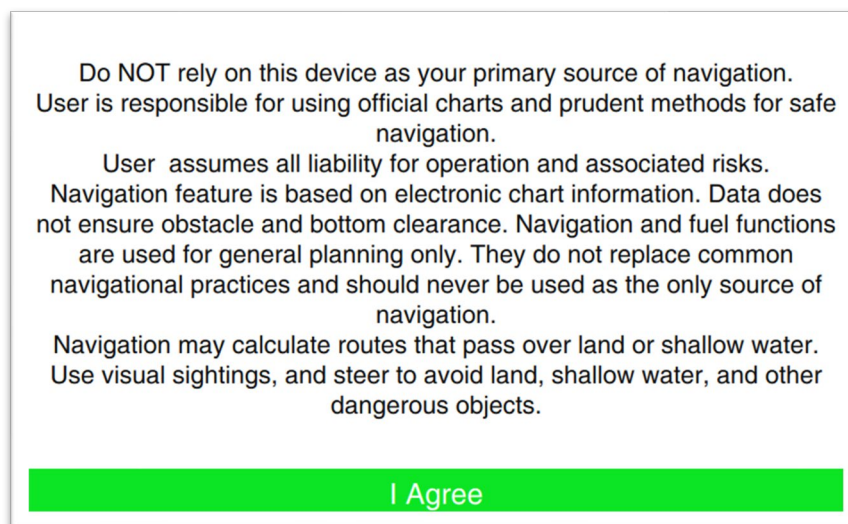 Do NOT rely on this device as your primary source of navigation.
User is responsible for using official charts and prudent methods for safe
navigation.
User  assumes all liability for operation and associated risks.
Navigation feature is based on electronic chart information. Data does
not ensure obstacle and bottom clearance. Navigation and fuel functions
are used for general planning only. They do not replace common
navigational practices and should never be used as the only source of
navigation.
Navigation may calculate routes that pass over land or shallow water.
Use visual sightings, and steer to avoid land, shallow water, and other
dangerous objects.
I Agree